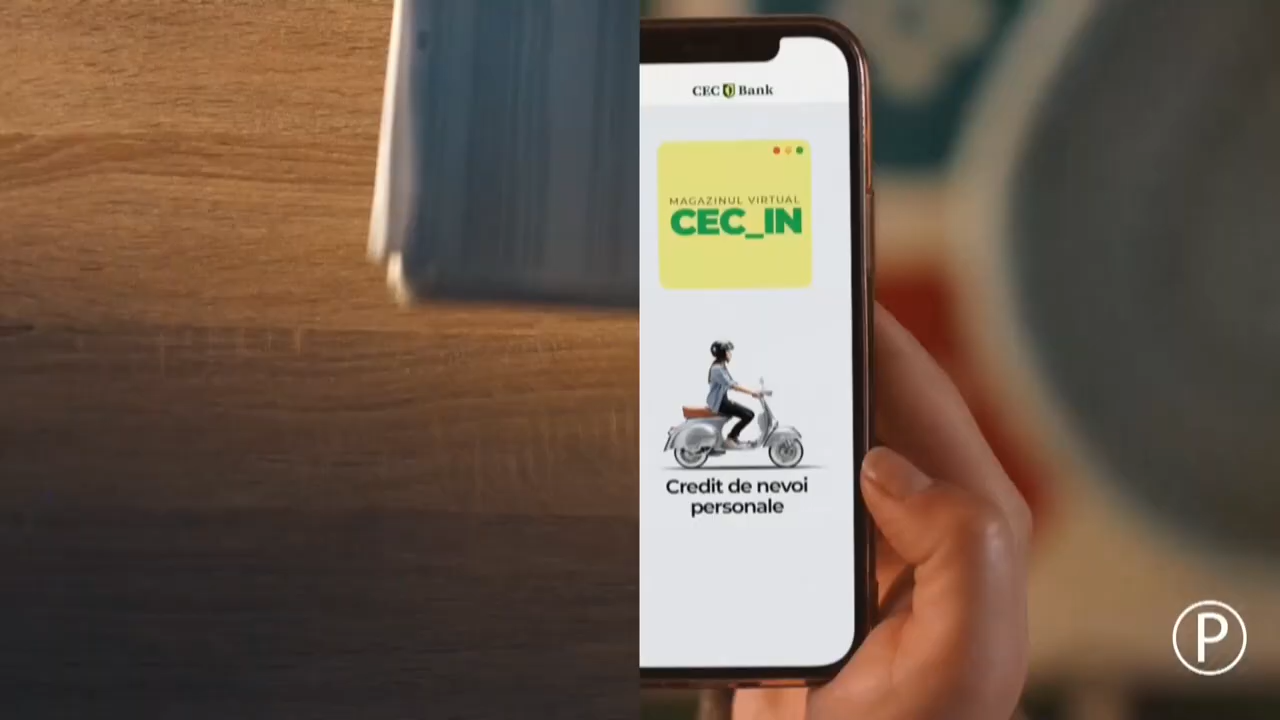 CEC Bank
MAGAZINUL VIRTUAL
CEC_IN
Credit de nevoi
personale
P